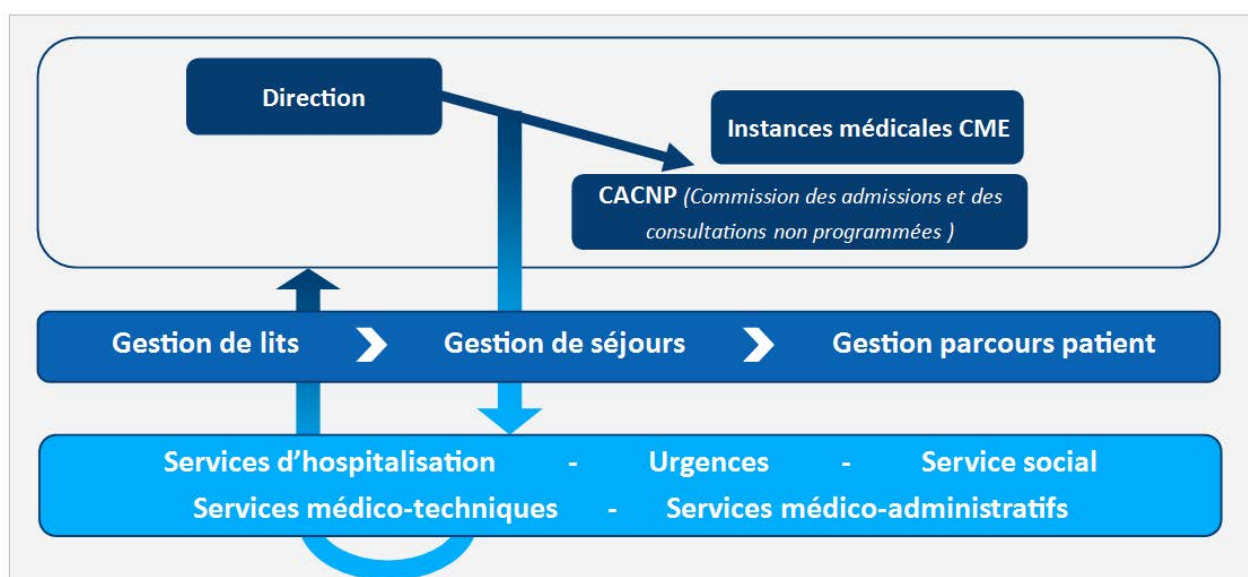 Direction
Instances médicales CME
CACNP (Commission des admissions et des
consultations non programmées )
Gestion de lits
Gestion de séjours
Gestion parcours patient
Services d’hospitalisation - Urgences - Service social
Services médico-techniques - Services médico-administratifs